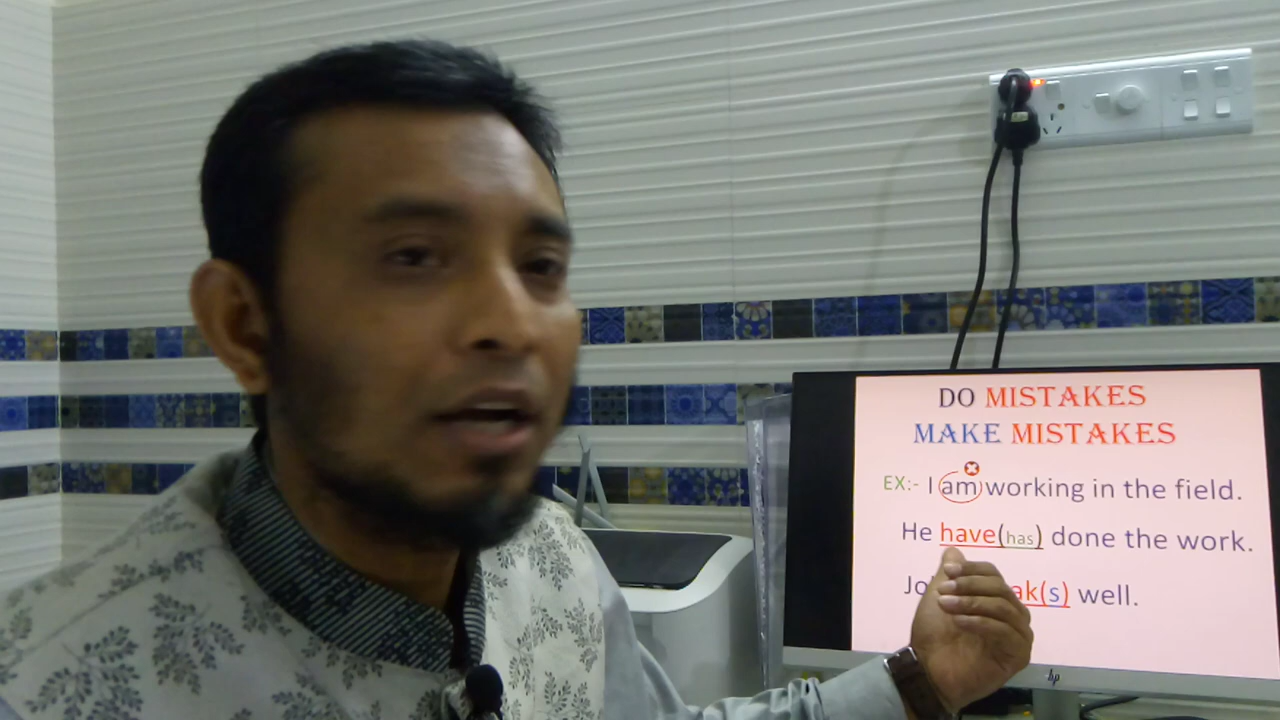 DO MISTAKES
MAKE MISTAKES
EX:- I am working in the field.
He have(has) done the work.
well.
hp